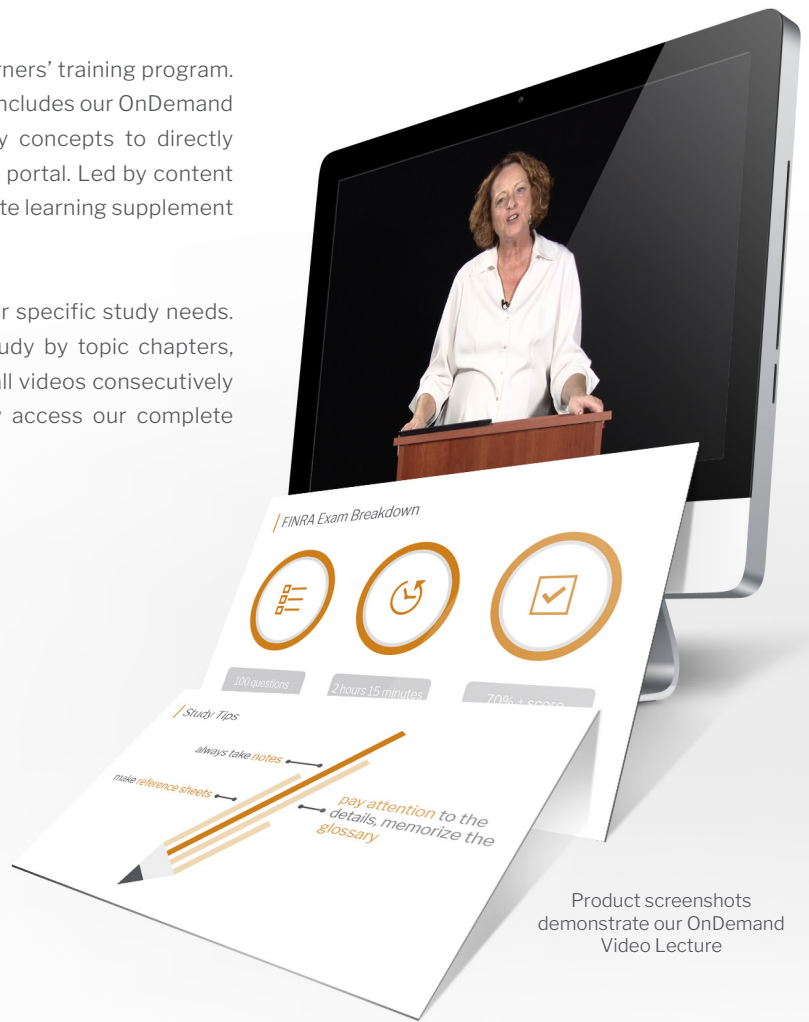 rners’ training program.
ncludes our OnDemand
y concepts to directly
portal. Led by content
te learning supplement
r specific study needs.
udy by topic chapters,
all videos consecutively
access our complete
FINRA Exam Breakdown
100 questions
2 hours 15 minutes
70% + score
Study Tips
always take notes
make reference sheets
pay attention to the
details, memorize the
glossary
Product screenshots
demonstrate our OnDemand
Video Lecture